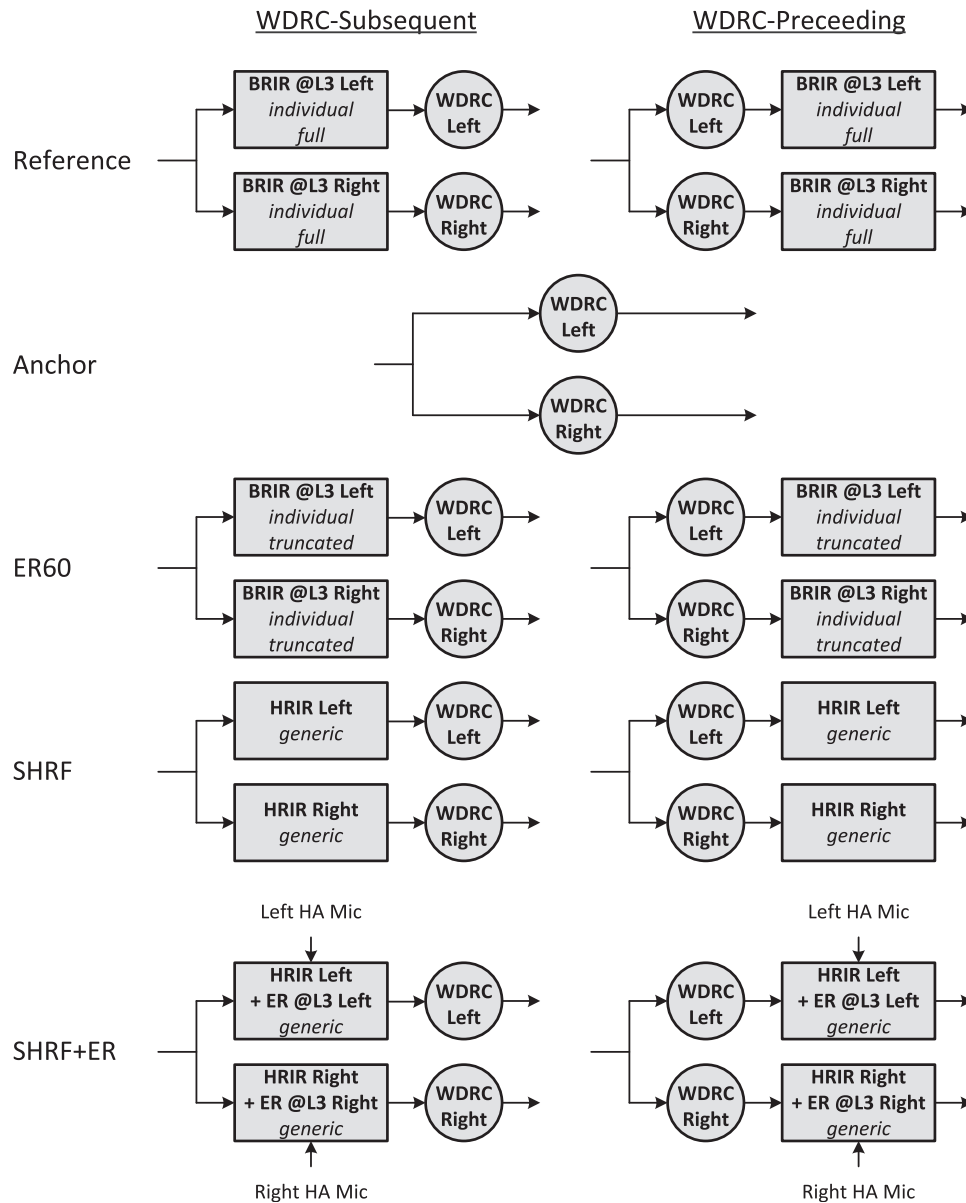 WDRC-Subsequent
WDRC-Preceeding
Reference
BRIR @L3 Left
individual
full
WDRC
Left
BRIR @L3 Right
individual
full
WDRC
Right
WDRC
Left
BRIR @L3 Left
individual
full
WDRC
Right
BRIR @L3 Right
individual
full
Anchor
WDRC
Left
WDRC
Right
ER60
BRIR @L3 Left
individual
truncated
WDRC
Left
BRIR @L3 Right
individual
truncated
WDRC
Right
WDRC
Left
BRIR @L3 Left
individual
truncated
WDRC
Right
BRIR @L3 Right
individual
truncated
SHRF
HRIR Left
generic
WDRC
Left
HRIR Right
generic
WDRC
Right
WDRC
Left
HRIR Left
generic
WDRC
Right
HRIR Right
generic
SHRF+ER
Left HA Mic
HRIR Left
+ ER @L3 Left
generic
WDRC
Left
HRIR Right
+ ER @L3 Right
generic
WDRC
Right
Right HA Mic
Left HA Mic
WDRC
Left
HRIR Left
+ ER @L3 Left
generic
WDRC
Right
HRIR Right
+ ER @L3 Right
generic
Right HA Mic